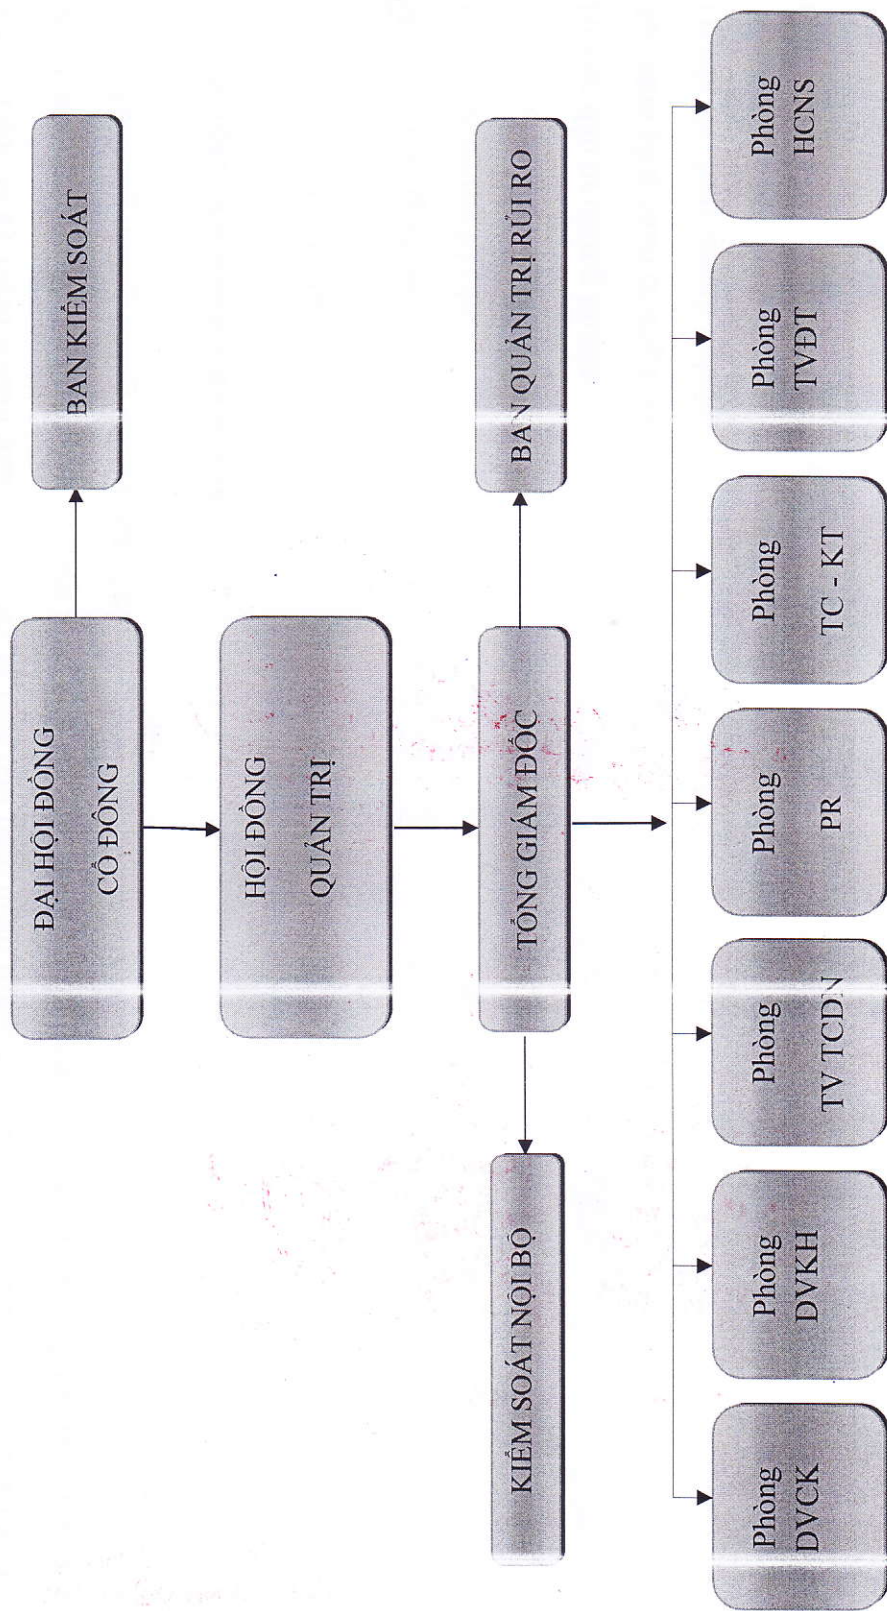 ĐẠI HỘI ĐỒNG
CỔ ĐÔNG
BAN KIỂM SOÁT
HỘI ĐỒNG
QUẢN TRỊ
KIỂM SOÁT NỘI BỘ
TỔNG GIÁM ĐỐC
BAN QUẢN TRỊ RỦI RO
Phòng
DVCK
Phòng
DVKH
Phòng
TV TCDN
Phòng
PR
Phòng
TC - KT
Phòng
TVĐT
Phòng
HCNS